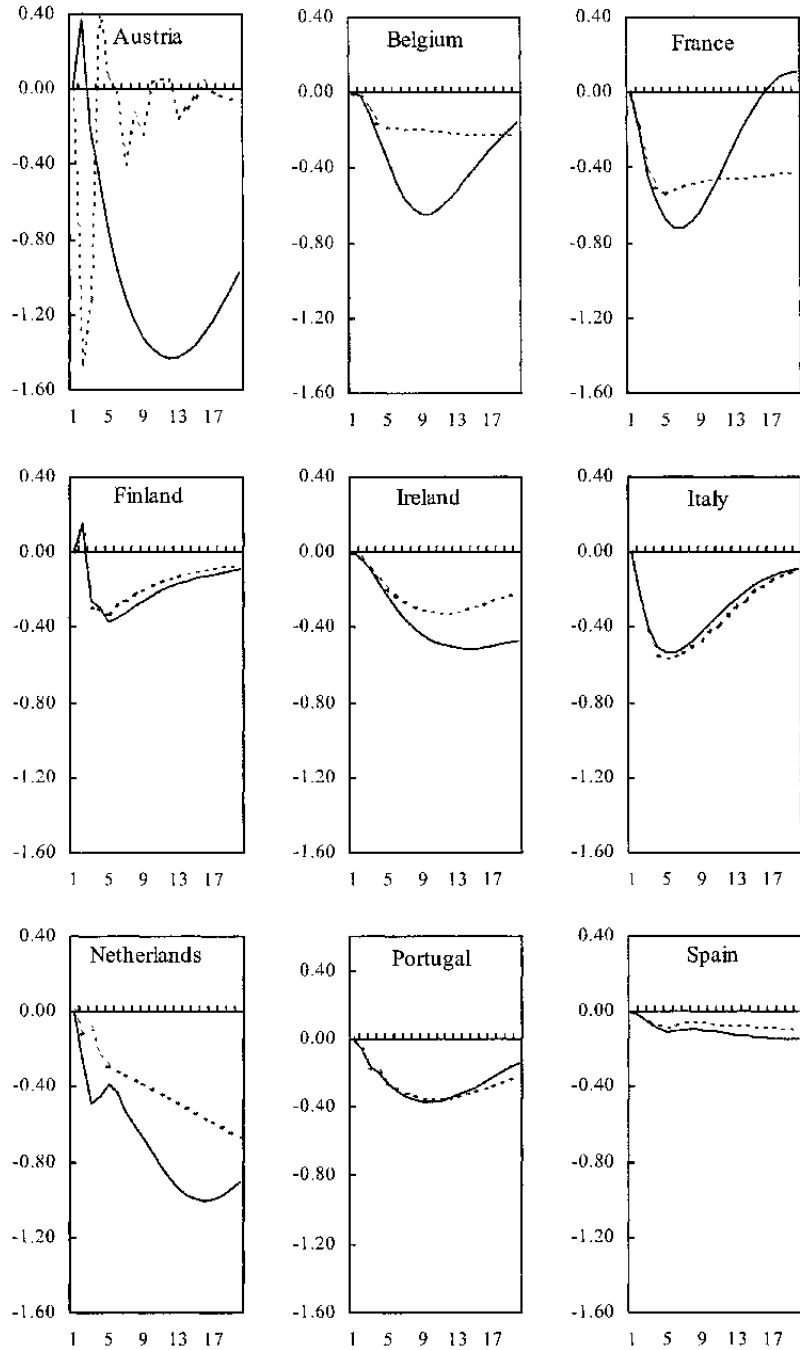 0.40 0.40 0.40
Austria Belgium France
0.00 0.00 0.00
-0.40 -0.40 -0.40
-0.80 -0.80 -0.80
-1.20 -1.20 -1.20
-1.60 -1.60 -1.60
1 5 9 13 17 1 5 9 13 17 1 5 9 13 17
0.40 0.40 0.40
Finland Ireland Italy
0.00 0.00 0.00
-0.40 -0.40 -0.40
-0.80 -0.80 -0.80
-1.20 -1.20 -1.20
-1.60 -1.60 -1.60
1 5 9 13 17 1 5 9 13 17 1 5 9 13 17
0.40 0.40 0.40
Netherlands Portugal Spain
0.00 0.00 0.00
-0.40 -0.40 -0.40
-0.80 -0.80 -0.80
-1.20 -1.20 -1.20
-1.60 -1.60 -1.60
1 5 9 13 17 1 5 9 13 17 1 5 9 13 17